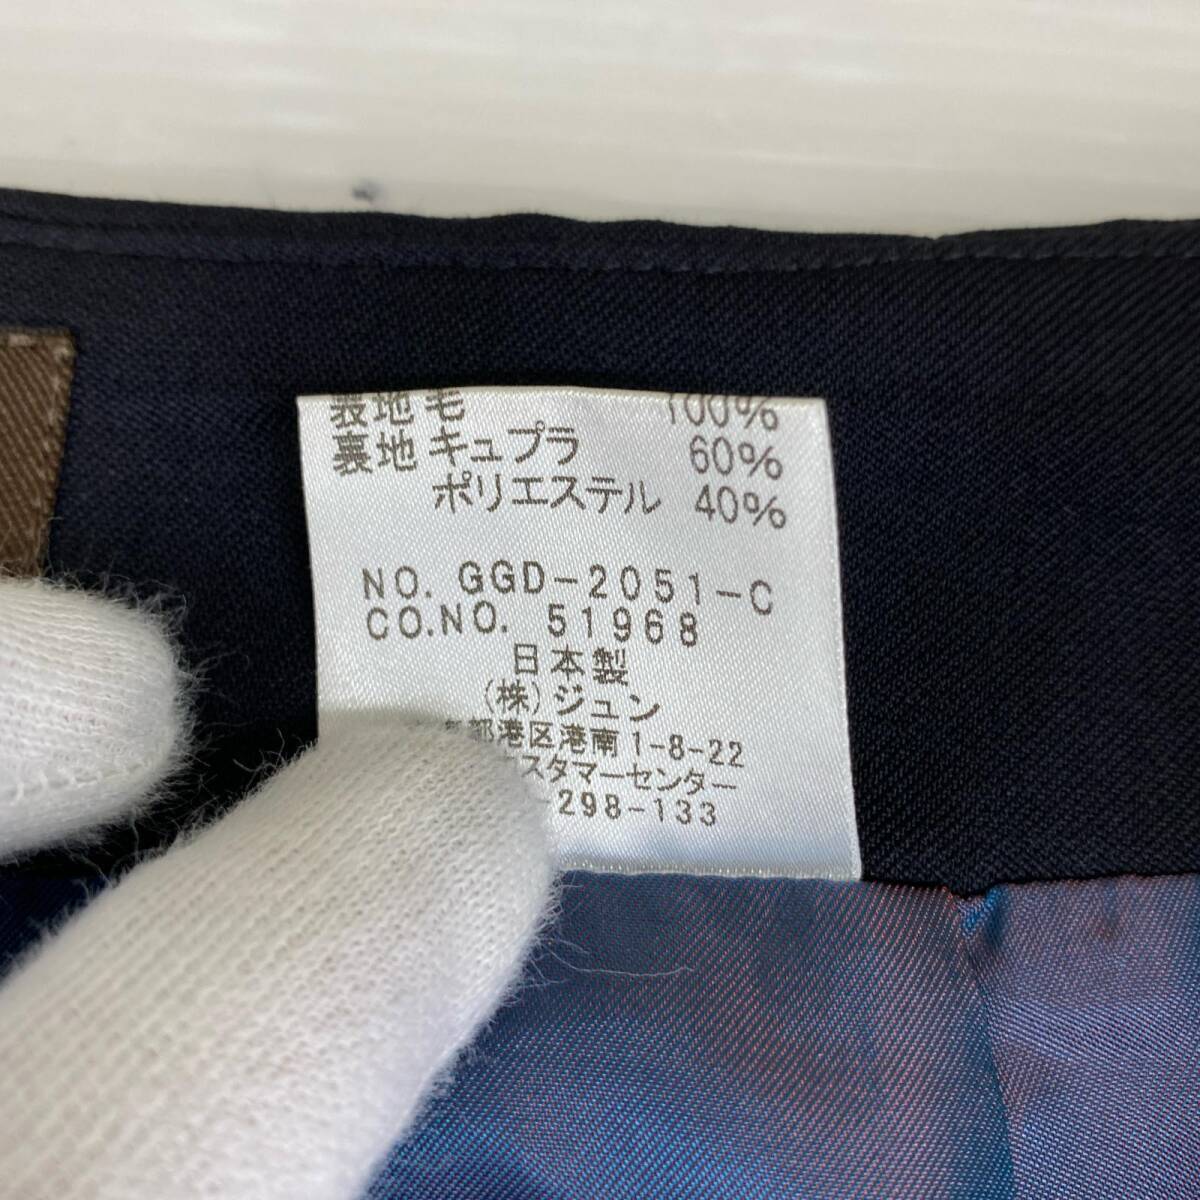 表地 毛 100%
裏地 キュプラ 60%
ポリエステル 40%
NO. GGD-2051-C
CO.NO. 51968
日本製
(株)ジュン
都港区港南1-8-22
スタマーセンター
-298-133